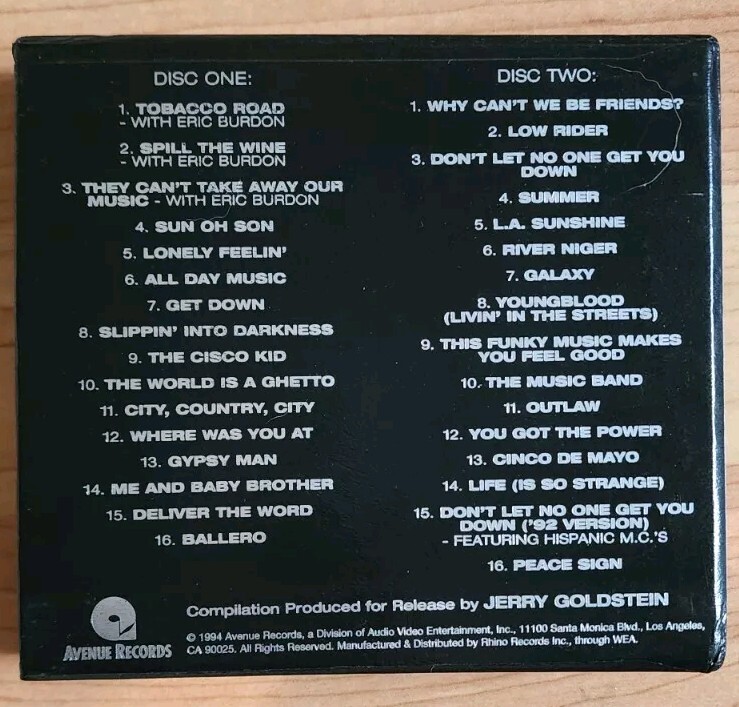 DISC ONE:
1. TOBACCO ROAD
- WITH ERIC BURDON
2. SPILL THE WINE
- WITH ERIC BURDON
3. THEY CAN'T TAKE AWAY OUR
MUSIC - WITH ERIC BURDON
4. SUN OH SON
5. LONELY FEELIN'
6. ALL DAY MUSIC
7. GET DOWN
8. SLIPPIN' INTO DARKNESS
9. THE CISCO KID
10. THE WORLD IS A GHETTO
11. CITY, COUNTRY, CITY
12. WHERE WAS YOU AT
13. GYPSY MAN
14. ME AND BABY BROTHER
15. DELIVER THE WORD
16. BALLERO
DISC TWO:
1. WHY CAN'T WE BE FRIENDS?
2. LOW RIDER
3. DON'T LET NO ONE GET YOU
DOWN
4. SUMMER
5. L.A. SUNSHINE
6. RIVER NIGER
7. GALAXY
8. YOUNGBLOOD
(LIVIN' IN THE STREETS)
9. THIS FUNKY MUSIC MAKES
YOU FEEL GOOD
10. THE MUSIC BAND
11. OUTLAW
12. YOU GOT THE POWER
13. CINCO DE MAYO
14. LIFE (IS SO STRANGE)
15. DON'T LET NO ONE GET YOU
DOWN ('92 VERSION)
- FEATURING HISPANIC M.C.'S
16. PEACE SIGN
AVENUE RECORDS
Compilation Produced for Release by JERRY GOLDSTEIN
© 1994 Avenue Records, a Division of Audio Video Entertainment, Inc., 11100 Santa Monica Blvd., Los Angeles,
CA 90025. All Rights Reserved. Manufactured & Distributed by Rhino Records Inc., through WEA.